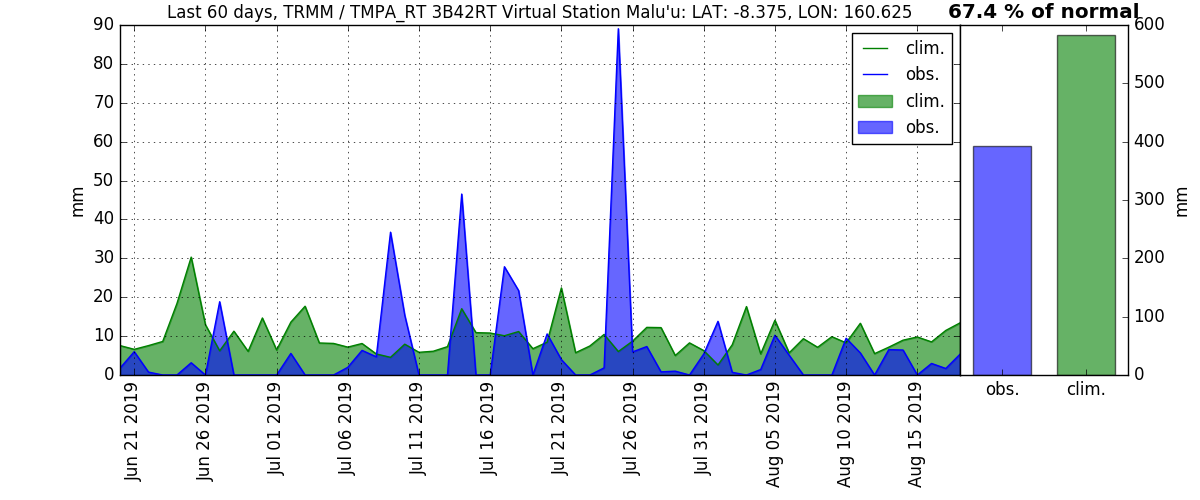 Last 60 days, TRMM / TMPA_RT 3B42RT Virtual Station Malu'u: LAT: -8.375, LON: 160.625
67.4 % of normal
90
80
70
60
50
40
30
20
10
0
mm
clim.
obs.
clim.
obs.
Jun 21 2019
Jun 26 2019
Jul 01 2019
Jul 06 2019
Jul 11 2019
Jul 16 2019
Jul 21 2019
Jul 26 2019
Jul 31 2019
Aug 05 2019
Aug 10 2019
Aug 15 2019
600
500
400
300
200
100
0
mm
obs.
clim.